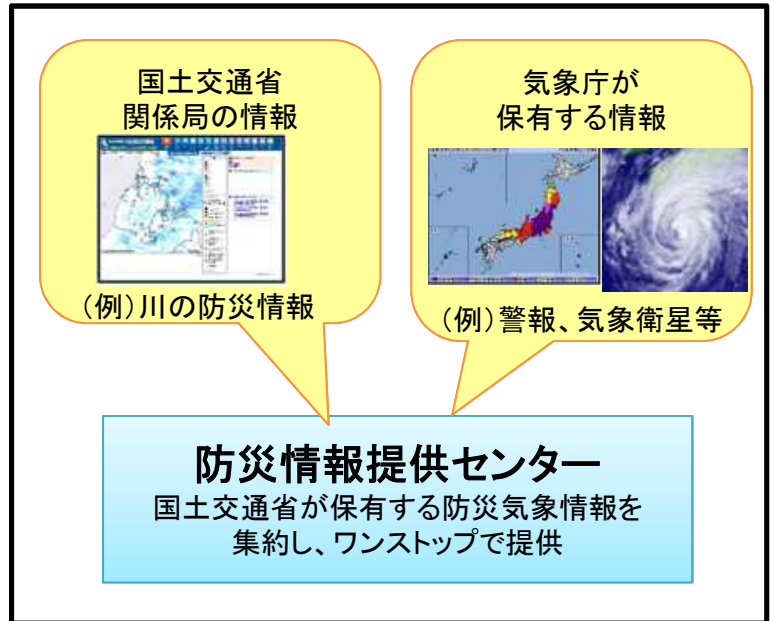 国土交通省
関係局の情報
(例)川の防災情報
気象庁が
保有する情報
(例)警報、気象衛星等
防災情報提供センター
国土交通省が保有する防災気象情報を
集約し、ワンストップで提供